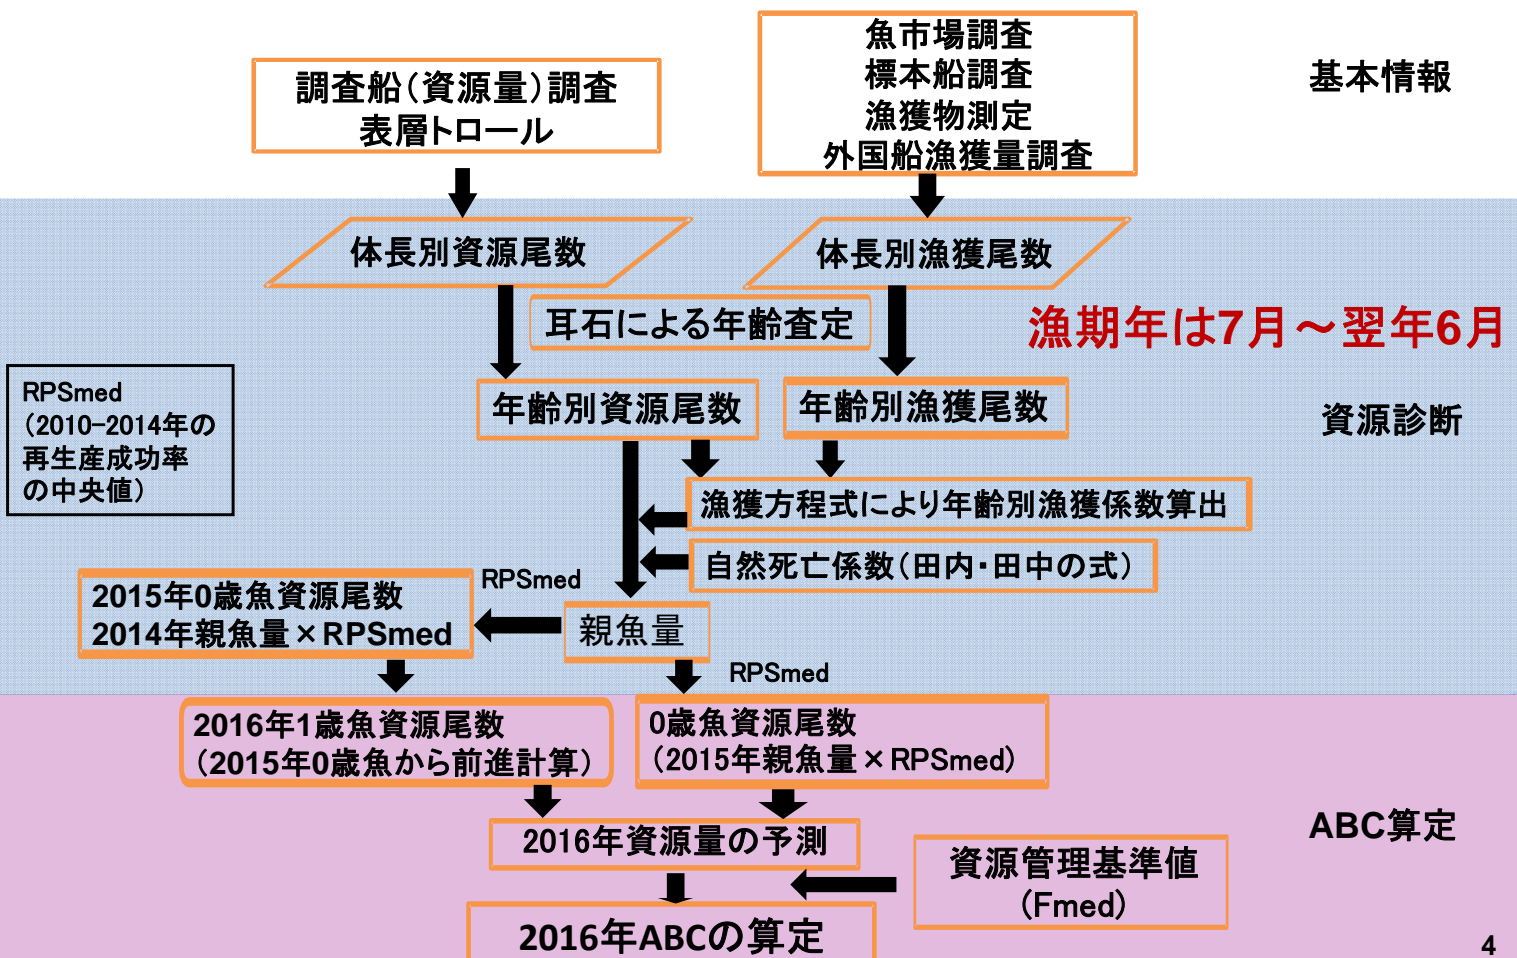 調査船（資源量）調査
表層トロール
魚市場調査
標本船調査
漁獲物測定
外国船漁獲量調査
基本情報
体長別資源尾数
体長別漁獲尾数
耳石による年齢査定
漁期年は7月～翌年6月
RPSmed
（2010-2014年の
再生産成功率
の中央値）
年齢別資源尾数
年齢別漁獲尾数
資源診断
漁獲方程式により年齢別漁獲係数算出
自然死亡係数（田内・田中の式）
RPSmed
2015年0歳魚資源尾数
2014年親魚量×RPSmed
親魚量
RPSmed
2016年1歳魚資源尾数
（2015年0歳魚から前進計算）
0歳魚資源尾数
（2015年親魚量×RPSmed）
2016年資源量の予測
ABC算定
資源管理基準値
（Fmed）
2016年ABCの算定
4